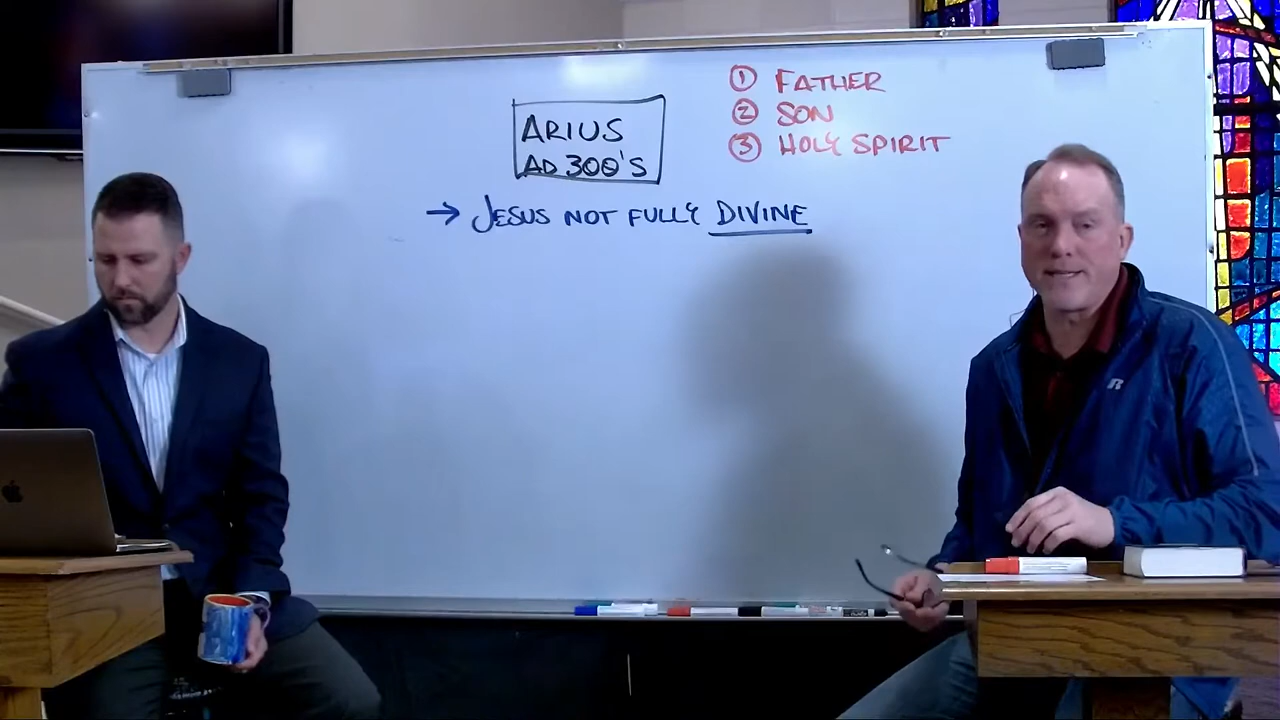 ARIUS
AD 300'S
① FATHER
② SON
③ HOLY SPIRIT
→ JESUS NOT FULLY DIVINE
R